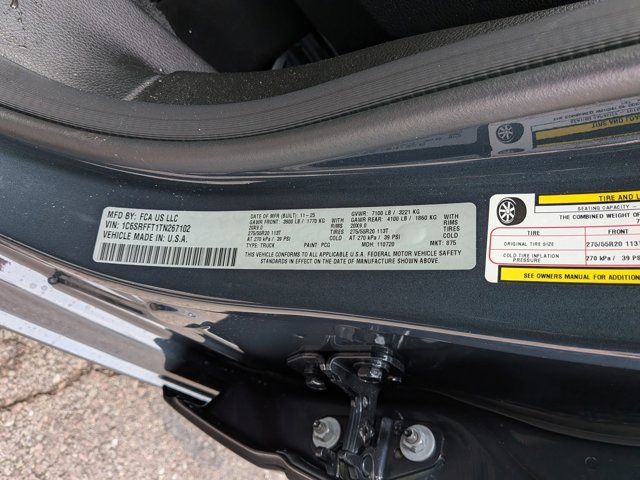 MFD BY: FCA US LLC
VIN: 1C6SRFFT1TN267102
VEHICLE MADE IN U.S.A.
DATE OF MFR (BUILT): 11-25
GAWR FRONT: 3900 LB / 1770 KG
20X9.0 RIMS
275/55R20 113T TIRES
AT 270 kPa / 39 PSI COLD
TYPE: TRUCK PAINT: PCQ
GVWR: 7100 LB / 3221 KG
GAWR REAR: 4100 LB / 1860 KG
20X9.0 RIMS
275/55R20 113T TIRES
AT 270 kPa / 39 PSI COLD
MDH: 110720 MKT: 875
THIS VEHICLE CONFORMS TO ALL APPLICABLE U.S.A. FEDERAL MOTOR VEHICLE SAFETY
STANDARDS IN EFFECT ON THE DATE OF MANUFACTURE SHOWN ABOVE.
TIRE AND
SEATING CAPACITY -
THE COMBINED WEIGHT OF
TIRE FRONT
ORIGINAL TIRE SIZE 275/55R20 113T
COLD TIRE INFLATION PRESSURE 270 kPa / 39 PS
SEE OWNERS MANUAL FOR ADDITION